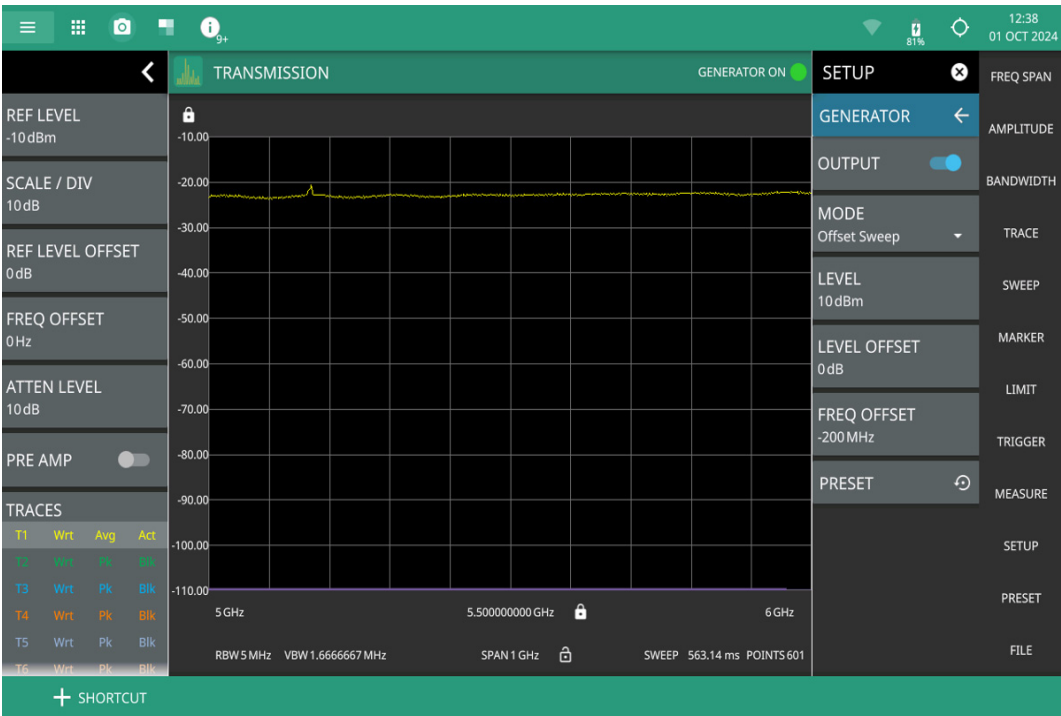 9+
81%
12:38
01 OCT 2024
TRANSMISSION
GENERATOR ON
SETUP
FREQ SPAN
REF LEVEL
-10 dBm
SCALE / DIV
10 dB
REF LEVEL OFFSET
0 dB
FREQ OFFSET
0 Hz
ATTEN LEVEL
10 dB
PRE AMP
TRACES
T1 Wrt Avg Act
T2 Wrt Pk Blk
T3 Wrt Pk Blk
T4 Wrt Pk Blk
T5 Wrt Pk Blk
T6 Wrt Pk Blk
-10.00
-20.00
-30.00
-40.00
-50.00
-60.00
-70.00
-80.00
-90.00
-100.00
-110.00
5 GHz
5.500000000 GHz
6 GHz
RBW 5 MHz VBW 1.6666667 MHz
SPAN 1 GHz
SWEEP 563.14 ms POINTS 601
GENERATOR
OUTPUT
MODE
Offset Sweep
LEVEL
10 dBm
LEVEL OFFSET
0 dB
FREQ OFFSET
-200 MHz
PRESET
AMPLITUDE
BANDWIDTH
TRACE
SWEEP
MARKER
LIMIT
TRIGGER
MEASURE
SETUP
PRESET
FILE
SHORTCUT